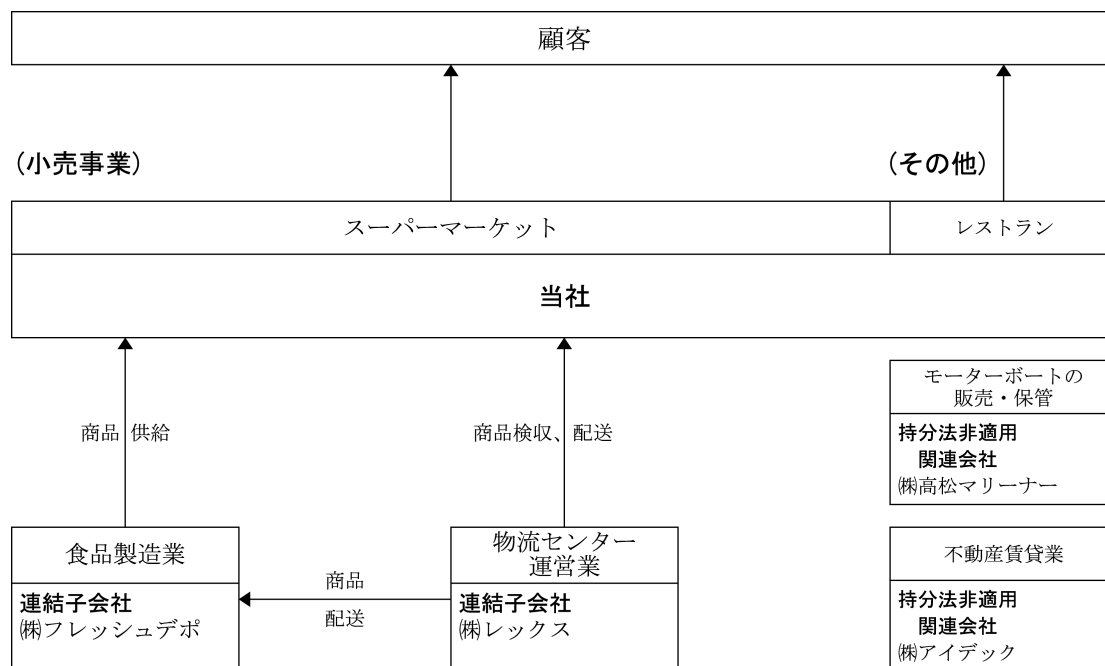 顧客
(小売事業)
(その他)
スーパーマーケット
レストラン
当社
商品 供給
商品検収、配送
モーターボートの
販売・保管
持分法非適用
関連会社
㈱高松マリーナー
食品製造業
連結子会社
㈱フレッシュデポ
商品
配送
物流センター
運営業
連結子会社
㈱レックス
不動産賃貸業
持分法非適用
関連会社
㈱アイデック